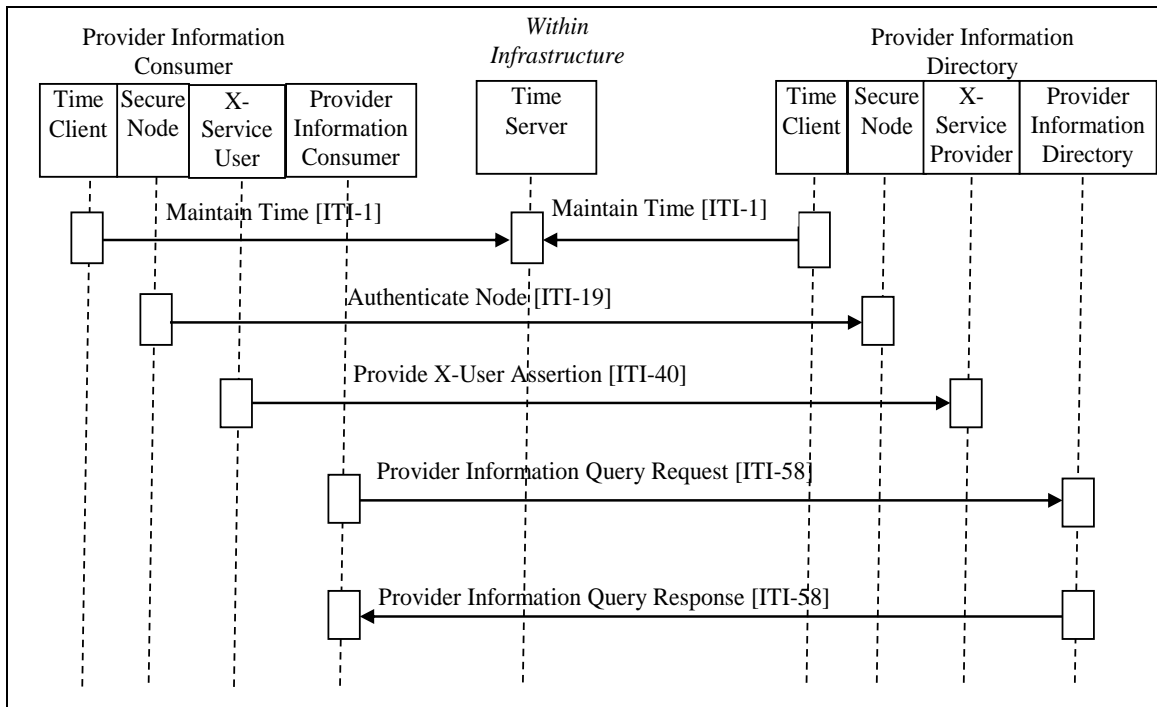 Provider Information
Consumer
Within
Infrastructure
Provider Information
Directory
Time
Client
Secure
Node
X-
Service
User
Provider
Information
Consumer
Time
Server
Time
Client
Secure
Node
X-
Service
Provider
Provider
Information
Directory
Maintain Time [ITI-1]
Maintain Time [ITI-1]
Authenticate Node [ITI-19]
Provide X-User Assertion [ITI-40]
Provider Information Query Request [ITI-58]
Provider Information Query Response [ITI-58]